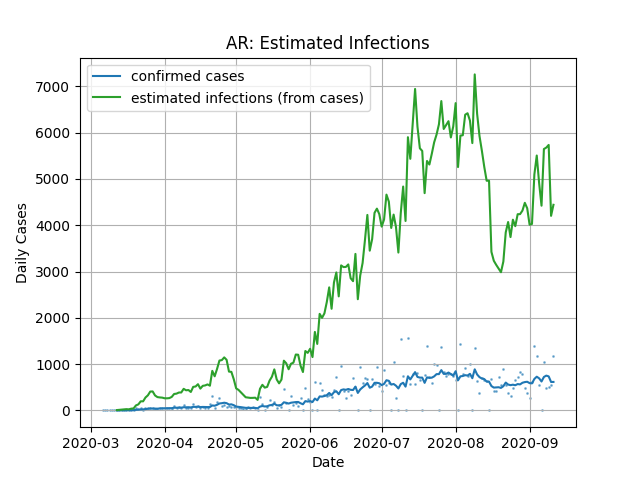 AR: Estimated Infections
confirmed cases
estimated infections (from cases)
Daily Cases
7000
6000
5000
4000
3000
2000
1000
0
2020-03 2020-04 2020-05 2020-06 2020-07 2020-08 2020-09
Date